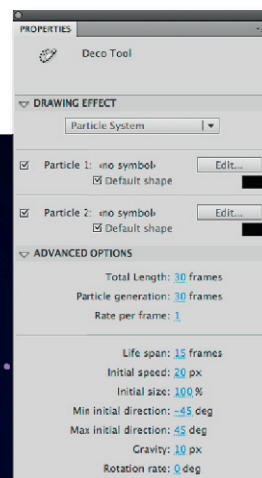 PROPERTIES
Deco Tool
DRAWING EFFECT
Particle System
Particle 1: <no symbol> Edit...
Default shape
Particle 2: <no symbol> Edit...
Default shape
ADVANCED OPTIONS
Total Length: 30 frames
Particle generation: 30 frames
Rate per frame: 1
Life span: 15 frames
Initial speed: 20 px
Initial size: 100 %
Min initial direction: -45 deg
Max initial direction: 45 deg
Gravity: 10 px
Rotation rate: 0 deg